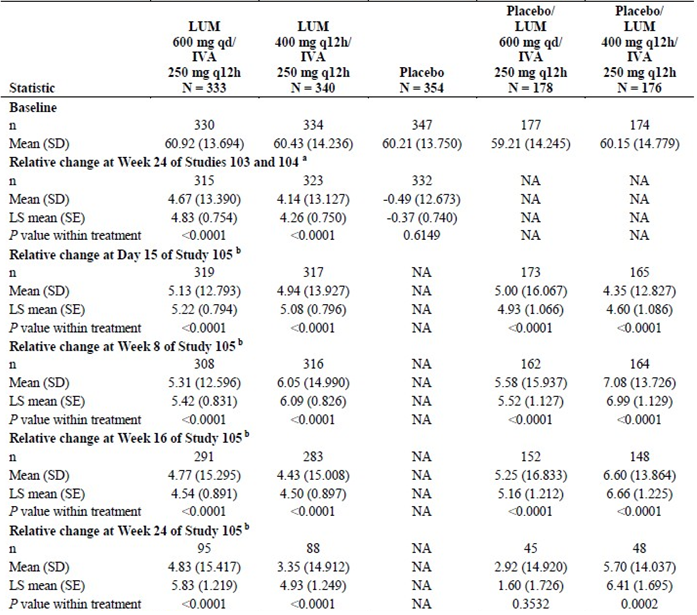 Statistic LUM 600 mg qd/ IVA 250 mg q12h N = 333 LUM 400 mg q12h/ IVA 250 mg q12h N = 340 Placebo N = 354 Placebo/ LUM 600 mg qd/ IVA 250 mg q12h N = 178 Placebo/ LUM 400 mg q12h/ IVA 250 mg q12h N = 176
Baseline
n 330 334 347 177 174
Mean (SD) 60.92 (13.694) 60.43 (14.236) 60.21 (13.750) 59.21 (14.245) 60.15 (14.779)
Relative change at Week 24 of Studies 103 and 104 a
n 315 323 332 NA NA
Mean (SD) 4.67 (13.390) 4.14 (13.127) -0.49 (12.673) NA NA
LS mean (SE) 4.83 (0.754) 4.26 (0.750) -0.37 (0.740) NA NA
P value within treatment <0.0001 <0.0001 0.6149 NA NA
Relative change at Day 15 of Study 105 b
n 319 317 NA 173 165
Mean (SD) 5.13 (12.793) 4.94 (13.927) NA 5.00 (16.067) 4.35 (12.827)
LS mean (SE) 5.22 (0.794) 5.08 (0.796) NA 4.93 (1.066) 4.60 (1.086)
P value within treatment <0.0001 <0.0001 NA <0.0001 <0.0001
Relative change at Week 8 of Study 105 b
n 308 316 NA 162 164
Mean (SD) 5.31 (12.596) 6.05 (14.990) NA 5.58 (15.937) 7.08 (13.726)
LS mean (SE) 5.42 (0.831) 6.09 (0.826) NA 5.52 (1.127) 6.99 (1.129)
P value within treatment <0.0001 <0.0001 NA <0.0001 <0.0001
Relative change at Week 16 of Study 105 b
n 291 283 NA 152 148
Mean (SD) 4.77 (15.295) 4.43 (15.008) NA 5.25 (16.833) 6.60 (13.864)
LS mean (SE) 4.54 (0.891) 4.50 (0.897) NA 5.16 (1.212) 6.66 (1.225)
P value within treatment <0.0001 <0.0001 NA <0.0001 <0.0001
Relative change at Week 24 of Study 105 b
n 95 88 NA 45 48
Mean (SD) 4.83 (15.417) 3.35 (14.912) NA 2.92 (14.920) 5.70 (14.037)
LS mean (SE) 5.83 (1.219) 4.93 (1.249) NA 1.60 (1.726) 6.41 (1.695)
P value within treatment <0.0001 <0.0001 NA 0.3532 0.0002